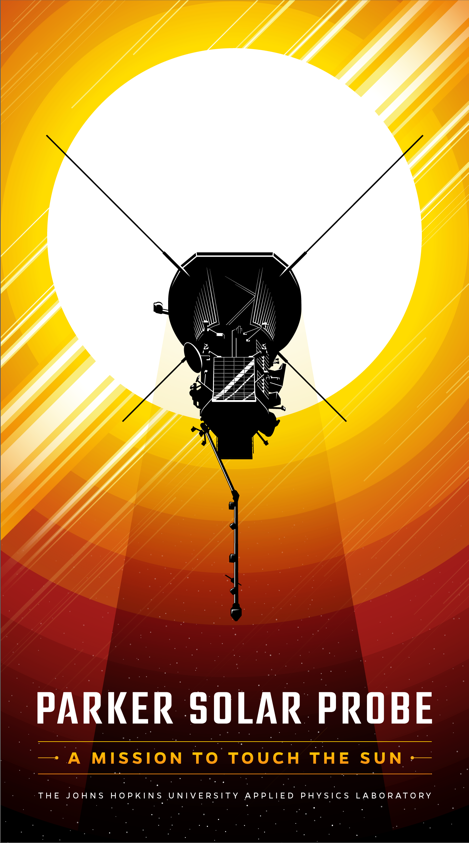 PARKER SOLAR PROBE
A MISSION TO TOUCH THE SUN
THE JOHNS HOPKINS UNIVERSITY APPLIED PHYSICS LABORATORY